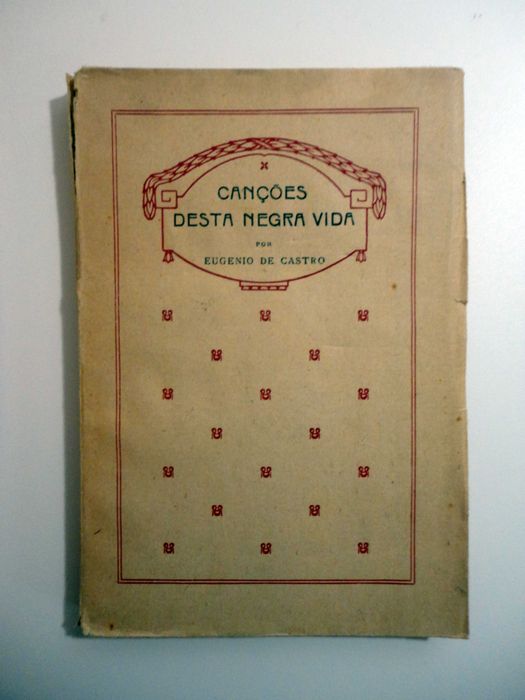 CANÇÕES
DESTA NEGRA VIDA
POR
EUGENIO DE CASTRO